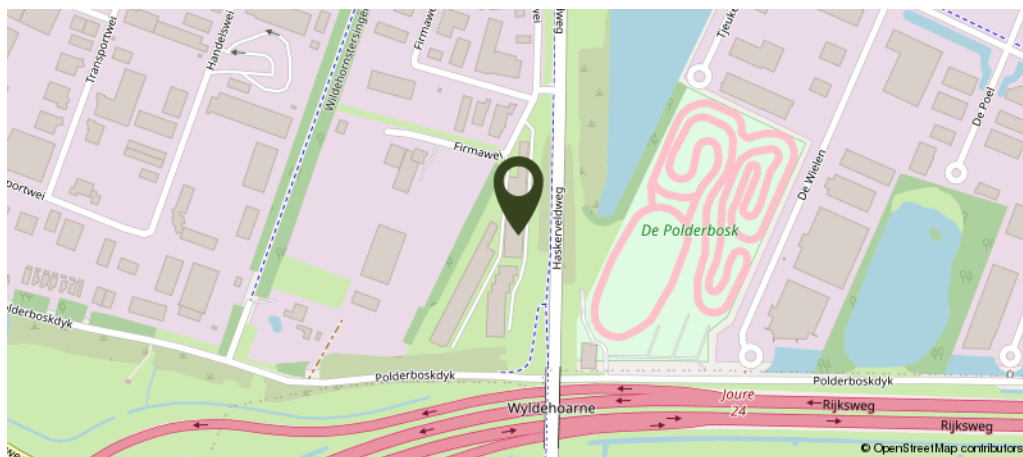 Transportwei
Handelswei
Wildehornstersingel
Firmawei
weg
Tjeuke
De Poel
Firmawei
portwei
Haskerveldweg
De Wielen
De Polderbosk
olderboskdyk
Polderboskdyk
Polderboskdyk
Joure
24
Wyldehoarne
Rijksweg
Rijksweg
© OpenStreetMap contributors